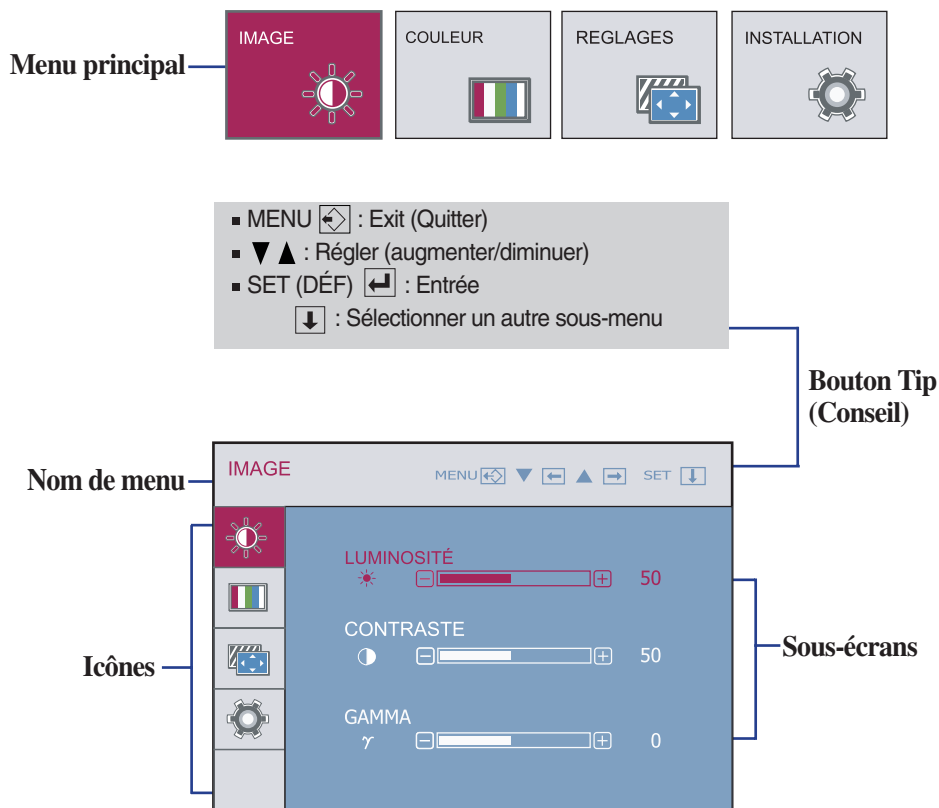 IMAGE
COULEUR
REGLAGES
INSTALLATION
Menu principal
MENU : Exit (Quitter)
▼ ▲ : Régler (augmenter/diminuer)
SET (DÉF) : Entrée
: Sélectionner un autre sous-menu
Bouton Tip
(Conseil)
Nom de menu
IMAGE
MENU ▼ ← ▲ → SET
Icônes
LUMINOSITÉ
50
CONTRASTE
50
Sous-écrans
GAMMA
γ 0